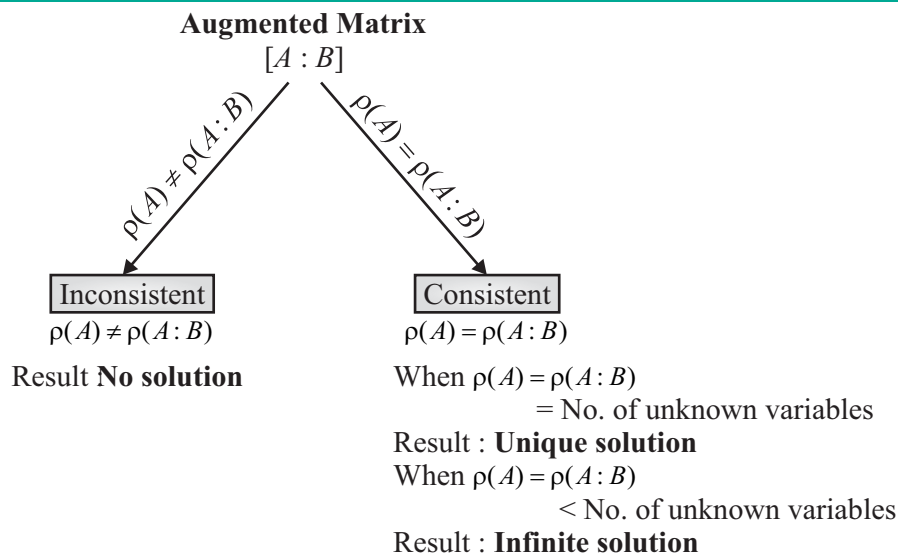 Augmented Matrix
[A : B]
ρ(A) ≠ ρ(A : B)
ρ(A) = ρ(A : B)
Inconsistent
ρ(A) ≠ ρ(A : B)
Result No solution
Consistent
ρ(A) = ρ(A : B)
When ρ(A) = ρ(A : B)
= No. of unknown variables
Result : Unique solution
When ρ(A) = ρ(A : B)
< No. of unknown variables
Result : Infinite solution